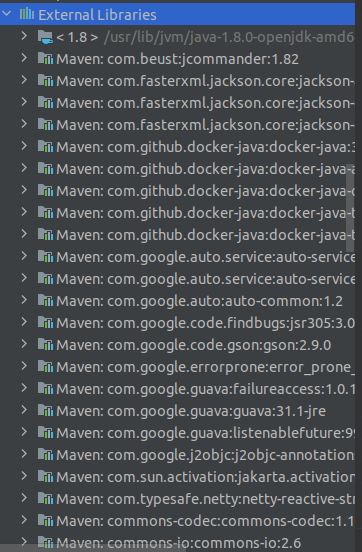 External Libraries
< 1.8 > /usr/lib/jvm/java-1.8.0-openjdk-amd6
Maven: com.beust:jcommander:1.82
Maven: com.fasterxml.jackson.core:jackson-
Maven: com.fasterxml.jackson.core:jackson-
Maven: com.fasterxml.jackson.core:jackson-
Maven: com.github.docker-java:docker-java:3
Maven: com.github.docker-java:docker-java-a
Maven: com.github.docker-java:docker-java-c
Maven: com.github.docker-java:docker-java-t
Maven: com.github.docker-java:docker-java-t
Maven: com.google.auto.service:auto-service
Maven: com.google.auto.service:auto-service
Maven: com.google.auto:auto-common:1.2
Maven: com.google.code.findbugs:jsr305:3.0
Maven: com.google.code.gson:gson:2.9.0
Maven: com.google.errorprone:error_prone_
Maven: com.google.guava:failureaccess:1.0.1
Maven: com.google.guava:guava:31.1-jre
Maven: com.google.guava:listenablefuture:99
Maven: com.google.j2objc:j2objc-annotations
Maven: com.sun.activation:jakarta.activation
Maven: com.typesafe.netty:netty-reactive-str
Maven: commons-codec:commons-codec:1.1
Maven: commons-io:commons-io:2.6